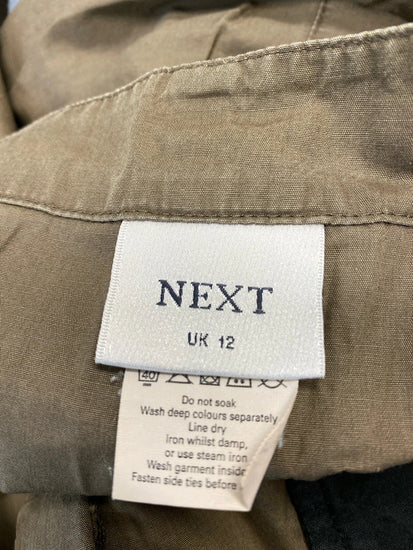 NEXT
UK 12
40
Do not soak
Wash deep colours separately
Line dry
Iron whilst damp,
or use steam iron
Wash garment inside
Fasten side ties before